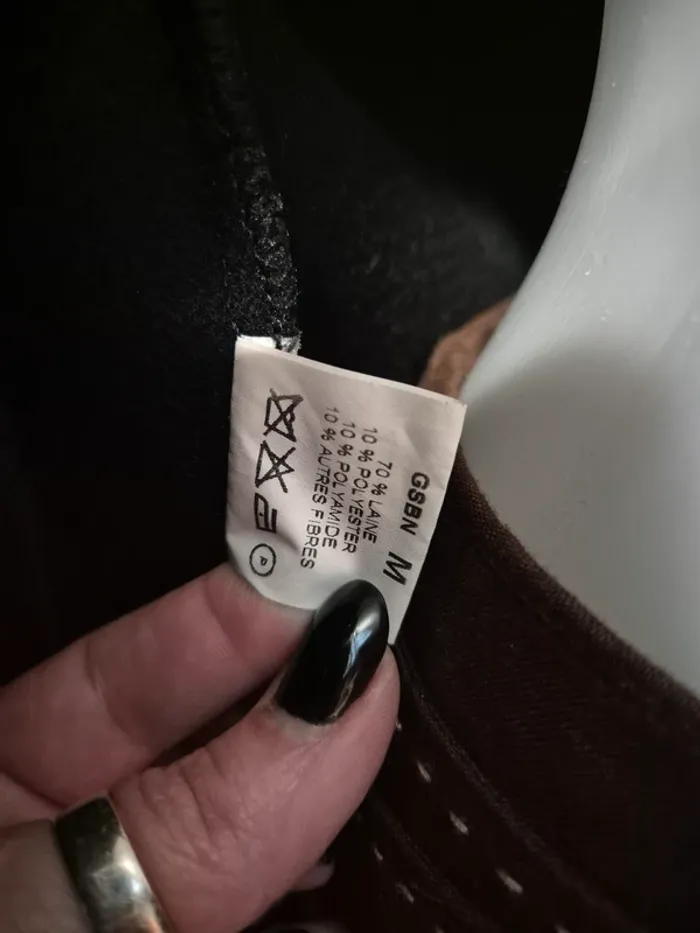 GSBN M
70 % LAINE
10 % POLYESTER
10 % POLYAMIDE
10 % AUTRES FIBRES
P